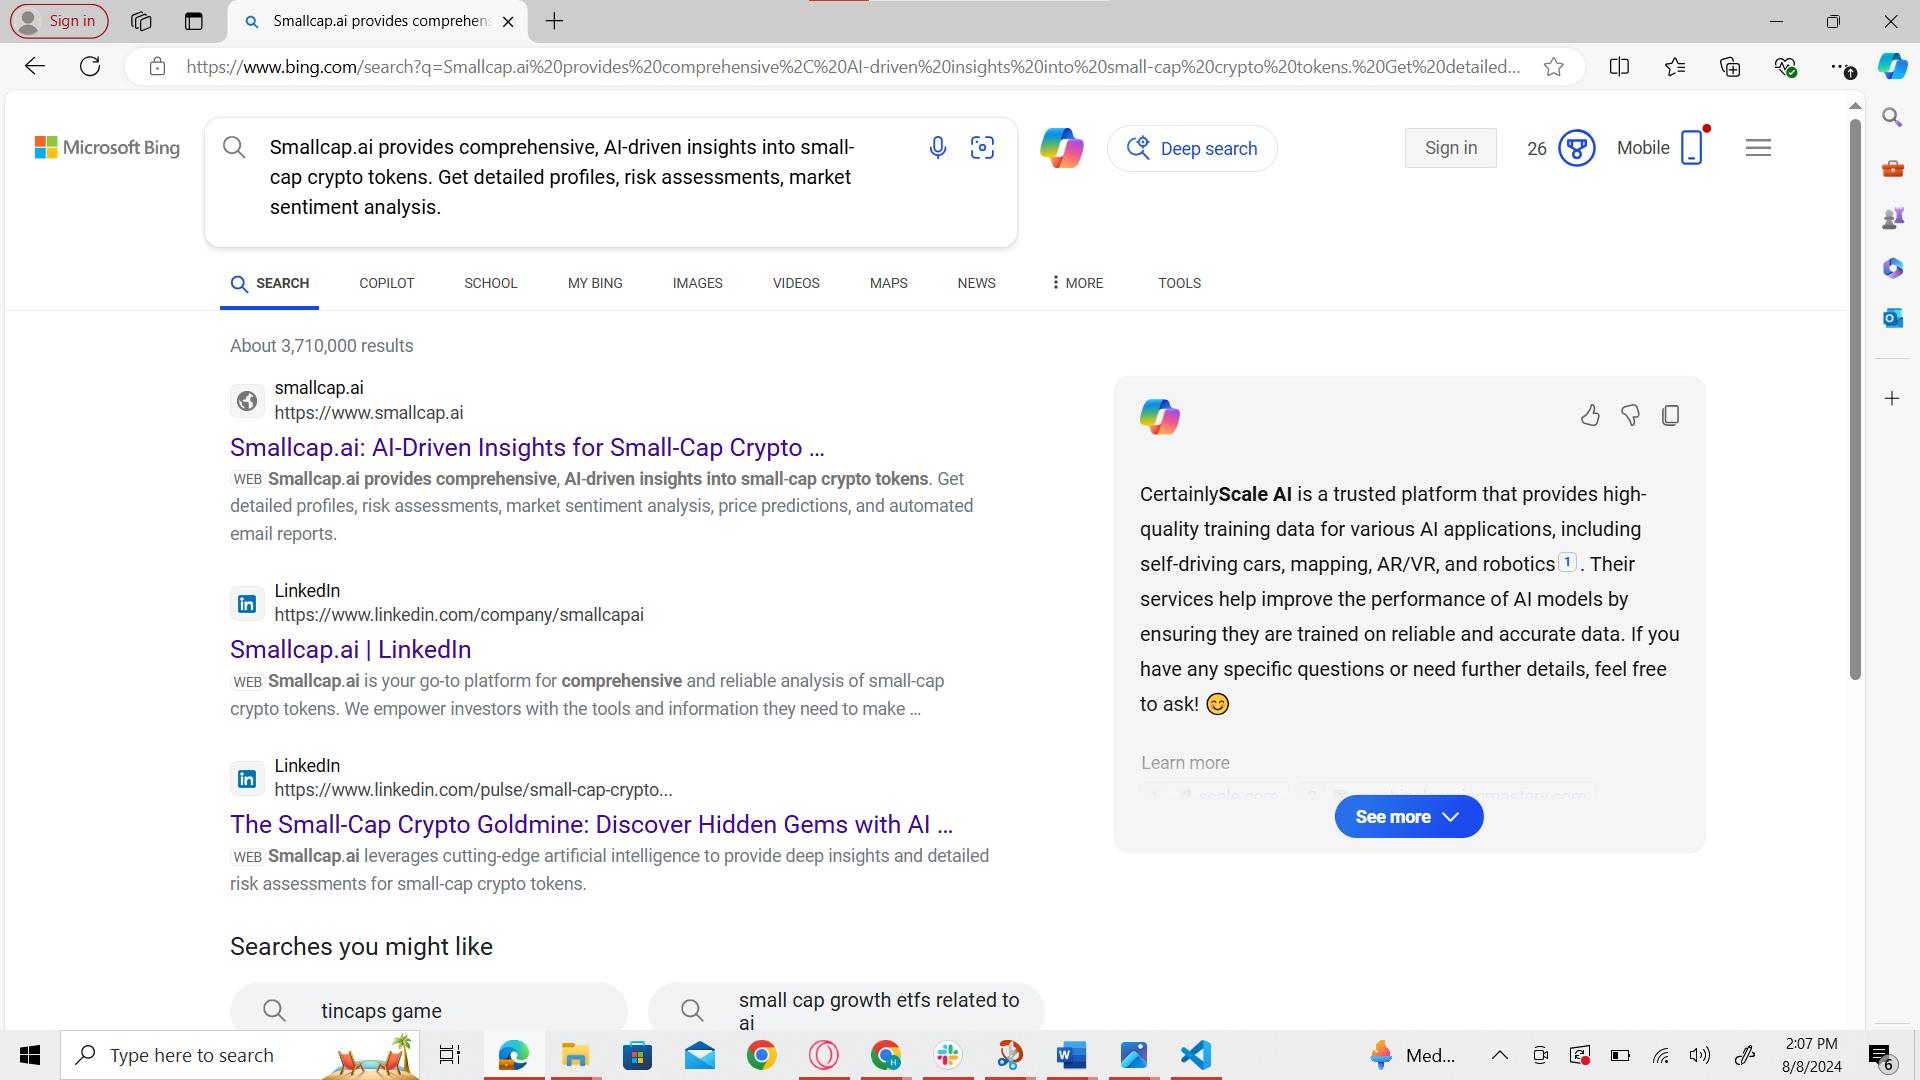 Sign in
Smallcap.ai provides comprehens
https://www.bing.com/search?q=Smallcap.ai%20provides%20comprehensive%2C%20AI-driven%20insights%20into%20small-cap%20crypto%20tokens.%20Get%20detailed...
Microsoft Bing
Smallcap.ai provides comprehensive, AI-driven insights into small-
cap crypto tokens. Get detailed profiles, risk assessments, market
sentiment analysis.
Deep search
Sign in
26
Mobile
SEARCH
COPILOT
SCHOOL
MY BING
IMAGES
VIDEOS
MAPS
NEWS
MORE
TOOLS
About 3,710,000 results
smallcap.ai
https://www.smallcap.ai
Smallcap.ai: AI-Driven Insights for Small-Cap Crypto ...
WEB Smallcap.ai provides comprehensive, AI-driven insights into small-cap crypto tokens. Get
detailed profiles, risk assessments, market sentiment analysis, price predictions, and automated
email reports.
LinkedIn
https://www.linkedin.com/company/smallcapai
Smallcap.ai | LinkedIn
WEB Smallcap.ai is your go-to platform for comprehensive and reliable analysis of small-cap
crypto tokens. We empower investors with the tools and information they need to make ...
LinkedIn
https://www.linkedin.com/pulse/small-cap-crypto...
The Small-Cap Crypto Goldmine: Discover Hidden Gems with AI ...
WEB Smallcap.ai leverages cutting-edge artificial intelligence to provide deep insights and detailed
risk assessments for small-cap crypto tokens.
Searches you might like
tincaps game
small cap growth etfs related to
ai
CertainlyScale AI is a trusted platform that provides high-
quality training data for various AI applications, including
self-driving cars, mapping, AR/VR, and robotics 1 . Their
services help improve the performance of AI models by
ensuring they are trained on reliable and accurate data. If you
have any specific questions or need further details, feel free
to ask! 😊
Learn more
1 scale.com 2 machinelearningmastery.com
See more
Type here to search
Med...
2:07 PM
8/8/2024
6